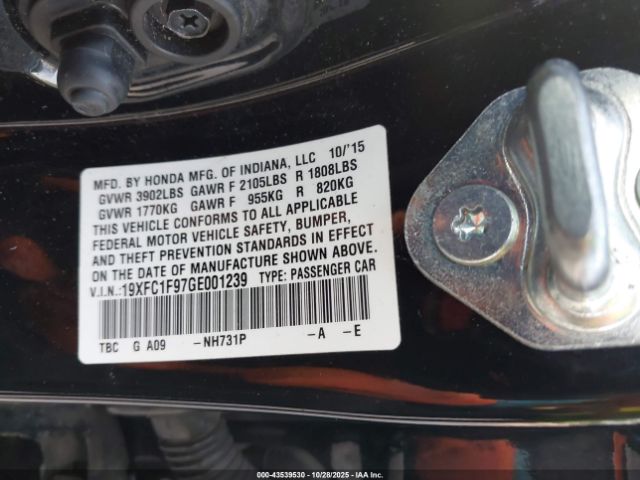 MFD. BY HONDA MFG. OF INDIANA, LLC 10/'15
GVWR 3902LBS GAWR F 2105LBS R 1808LBS
GVWR 1770KG GAWR F 955KG R 820KG
THIS VEHICLE CONFORMS TO ALL APPLICABLE
FEDERAL MOTOR VEHICLE SAFETY, BUMPER,
AND THEFT PREVENTION STANDARDS IN EFFECT
ON THE DATE OF MANUFACTURE SHOWN ABOVE.
V.I.N.:19XFC1F97GE001239 TYPE: PASSENGER CAR
TBC G A09 -NH731P -A -E
000-43539530 | 10/28/2025 - IAA Inc.